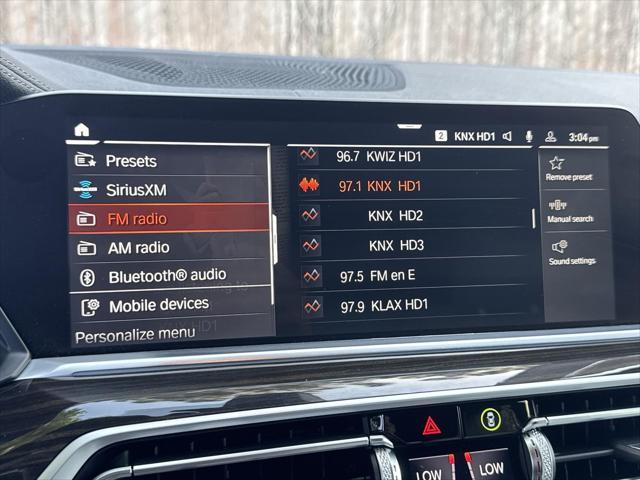 2 KNX HD1 3:04 pm
Presets
SiriusXM
FM radio
AM radio
Bluetooth® audio
Mobile devices
Personalize menu
96.7 KWIZ HD1
97.1 KNX HD1
KNX HD2
KNX HD3
97.5 FM en E
97.9 KLAX HD1
Remove preset
Manual search
Sound settings
LOW LOW